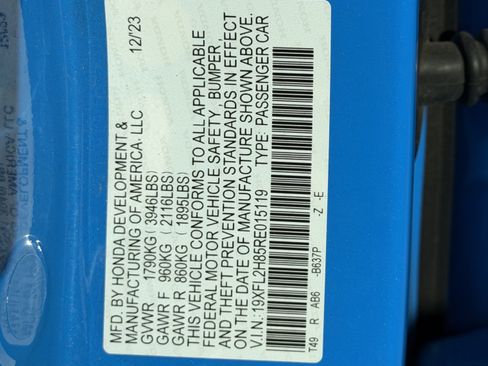 MFD. BY HONDA DEVELOPMENT &
MANUFACTURING OF AMERICA, LLC 12/'23
GVWR 1790KG ( 3946LBS)
GAWR F 960KG ( 2116LBS)
GAWR R 860KG ( 1895LBS)
THIS VEHICLE CONFORMS TO ALL APPLICABLE
FEDERAL MOTOR VEHICLE SAFETY , BUMPER ,
AND THEFT PREVENTION STANDARDS IN EFFECT
ON THE DATE OF MANUFACTURE SHOWN ABOVE.
V.I.N.: 19XFL2H85RE015119 TYPE: PASSENGER CAR
T49 R AB6 -B637P -Z -E